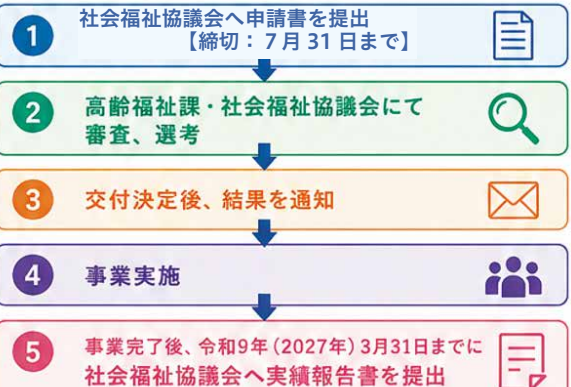 1
社会福祉協議会へ申請書を提出
【締切：７月 31 日まで】
2
高齢福祉課・社会福祉協議会にて
審査、選考
3
交付決定後、結果を通知
4
事業実施
5
事業完了後、令和9年（2027年）3月31日までに
社会福祉協議会へ実績報告書を提出